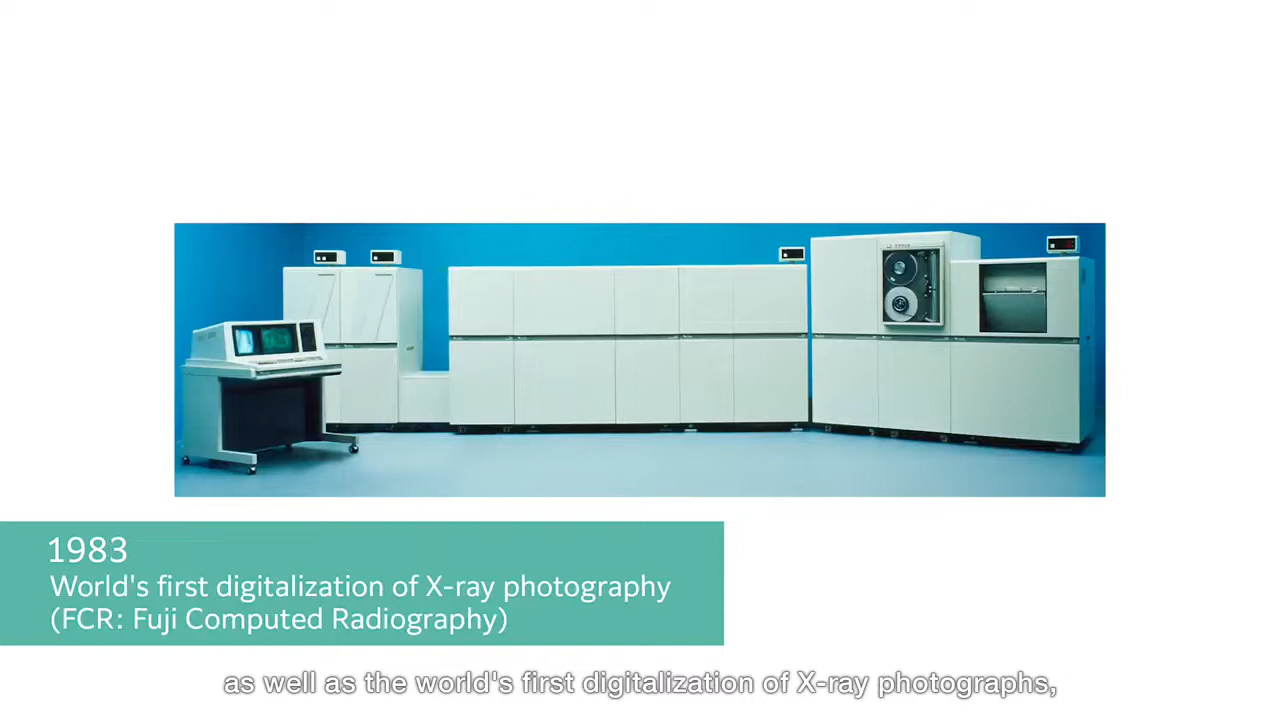 1983
World's first digitalization of X-ray photography
(FCR: Fuji Computed Radiography)
as well as the world's first digitalization of X-ray photographs,